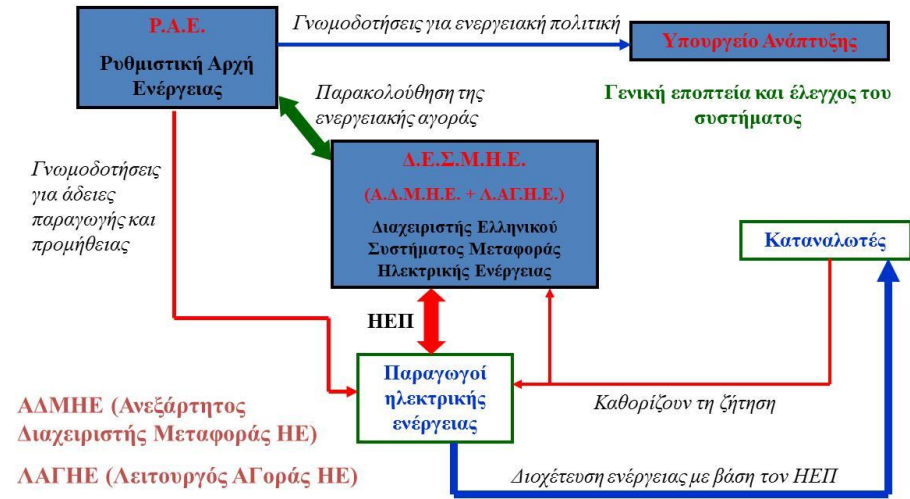 Ρ.Α.Ε.
Ρυθμιστική Αρχή
Ενέργειας
Γνωμοδοτήσεις για ενεργειακή πολιτική
Υπουργείο Ανάπτυξης
Γενική εποπτεία και έλεγχος του
συστήματος
Παρακολούθηση της
ενεργειακής αγοράς
Γνωμοδοτήσεις
για άδειες
παραγωγής και
προμήθειας
Δ.Ε.Σ.Μ.Η.Ε.
(Α.Δ.Μ.Η.Ε. + Λ.ΑΓ.Η.Ε.)
Διαχειριστής Ελληνικού
Συστήματος Μεταφοράς
Ηλεκτρικής Ενέργειας
Καταναλωτές
ΗΕΠ
Παραγωγοί
ηλεκτρικής
ενέργειας
Καθορίζουν τη ζήτηση
ΑΔΜΗΕ (Ανεξάρτητος
Διαχειριστής Μεταφοράς ΗΕ)
ΛΑΓΗΕ (Λειτουργός ΑΓοράς ΗΕ)
Διοχέτευση ενέργειας με βάση τον ΗΕΠ